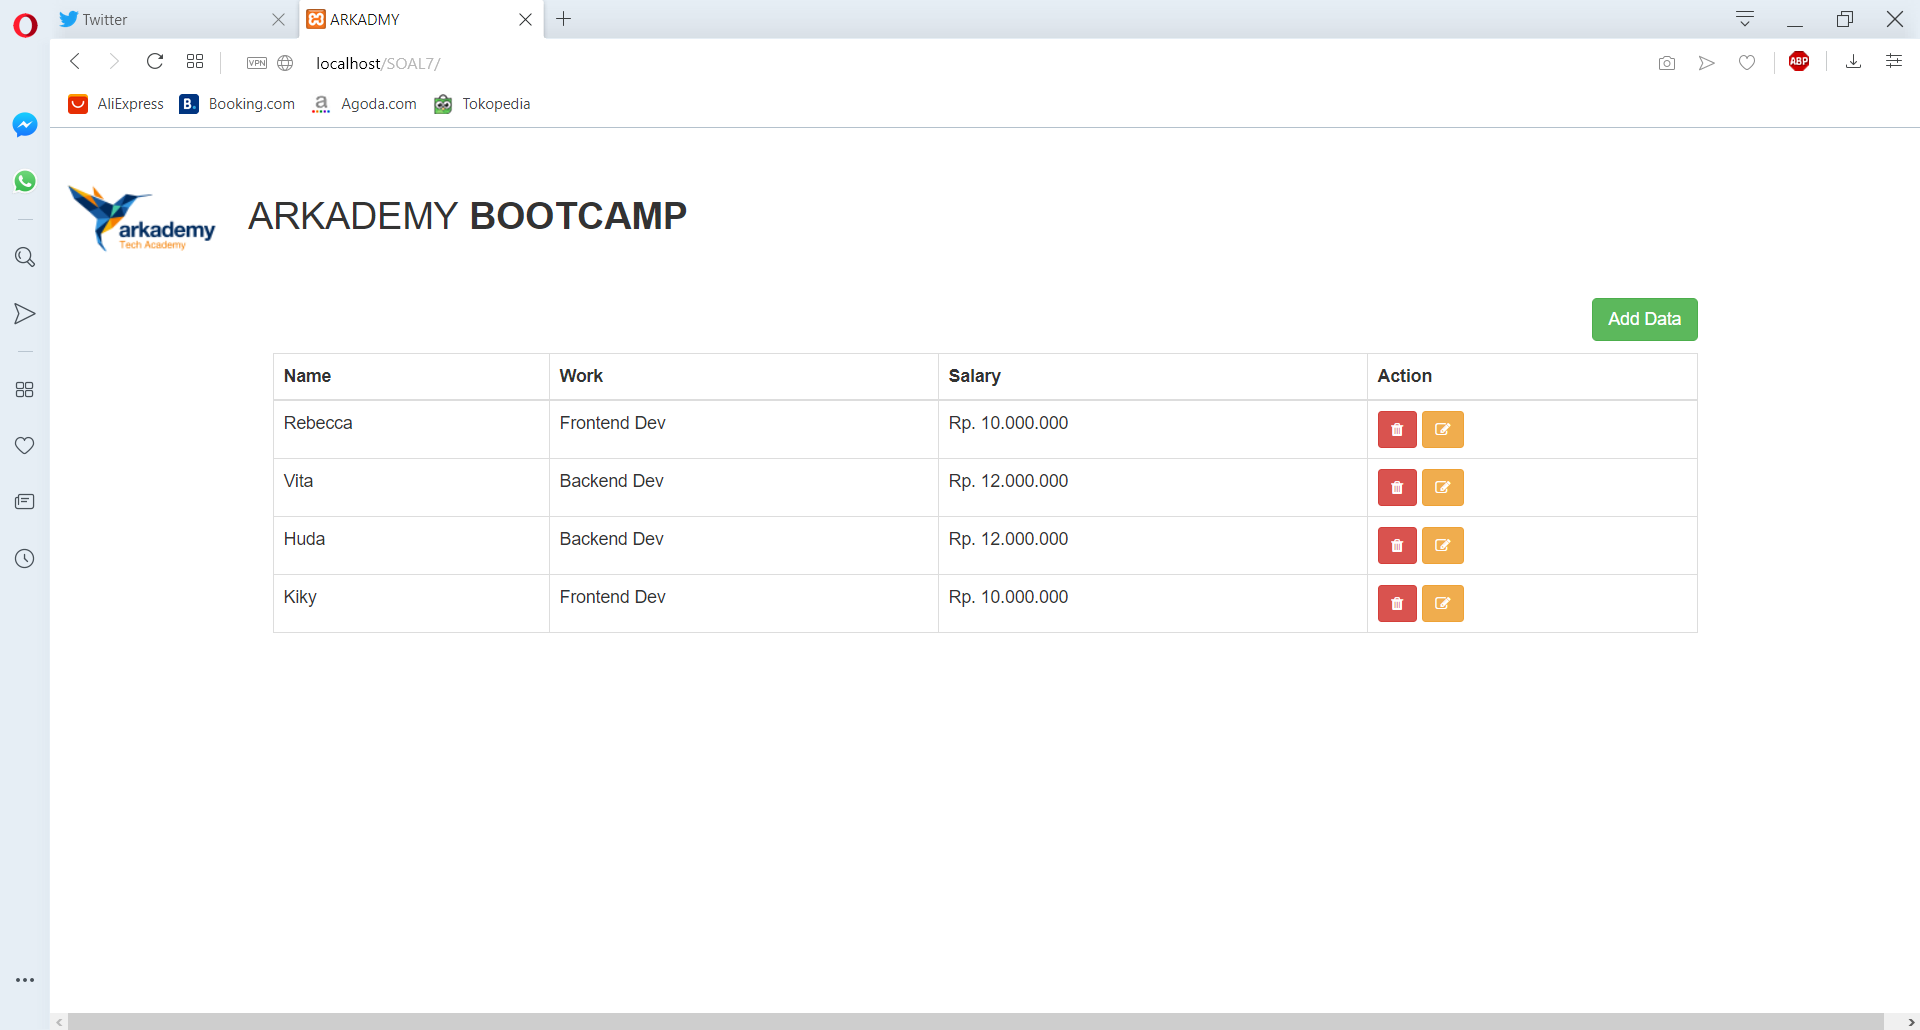 Twitter
ARKADMY
VPN
localhost/SOAL7/
ABP
AliExpress
B. Booking.com
a Agoda.com
Tokopedia
arkademy
Tech Academy
ARKADEMY BOOTCAMP
Add Data
Name Work Salary Action
Rebecca Frontend Dev Rp. 10.000.000
Vita Backend Dev Rp. 12.000.000
Huda Backend Dev Rp. 12.000.000
Kiky Frontend Dev Rp. 10.000.000